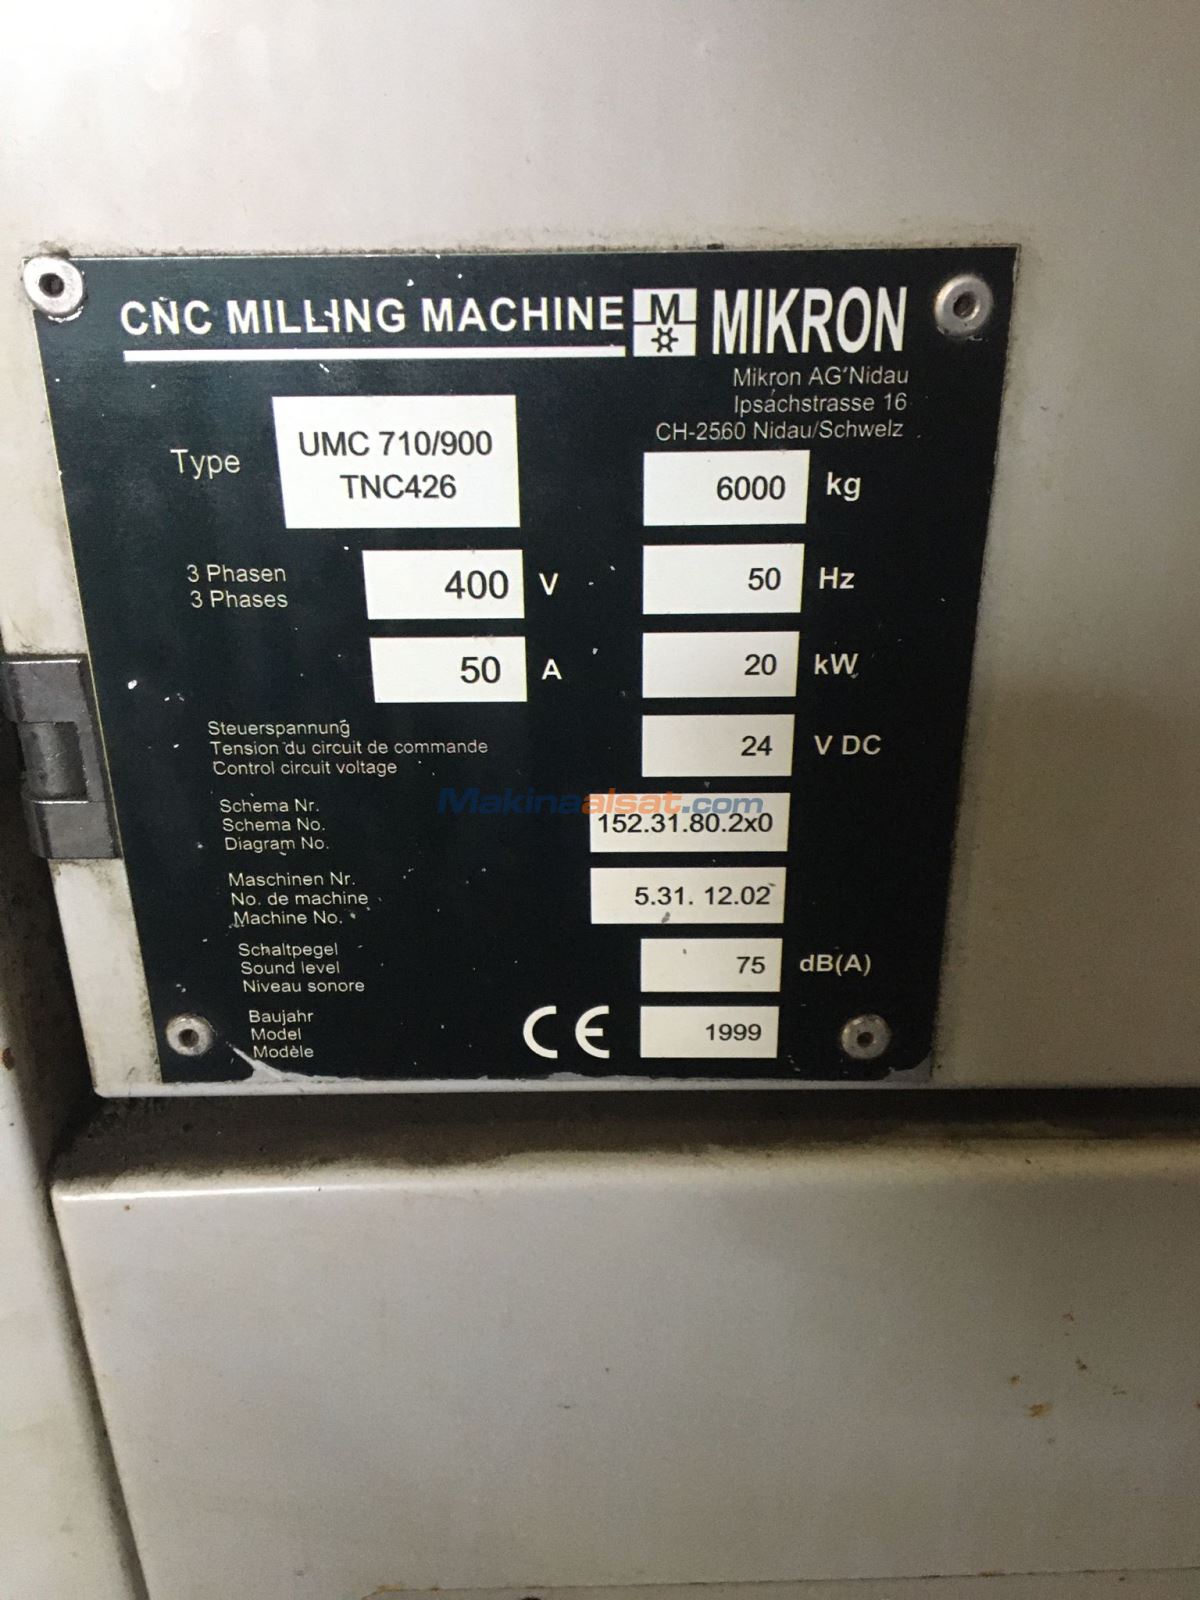 CNC MILLING MACHINE M MIKRON
Mikron AG Nidau
Ipsachstrasse 16
CH-2560 Nidau/Schweiz
Type
UMC 710/900
TNC426
6000 kg
3 Phasen
3 Phases
400 V
50 Hz
50 A
20 kW
Steuerspannung
Tension du circuit de commande
Control circuit voltage
24 V DC
Makinaalsat.com
Schema Nr.
Schema No.
Diagram No.
152.31.80.2x0
Maschinen Nr.
No. de machine
Machine No.
5.31. 12.02
Schaltpegel
Sound level
Niveau sonore
75 dB(A)
Baujahr
Model
Modèle
CE
1999